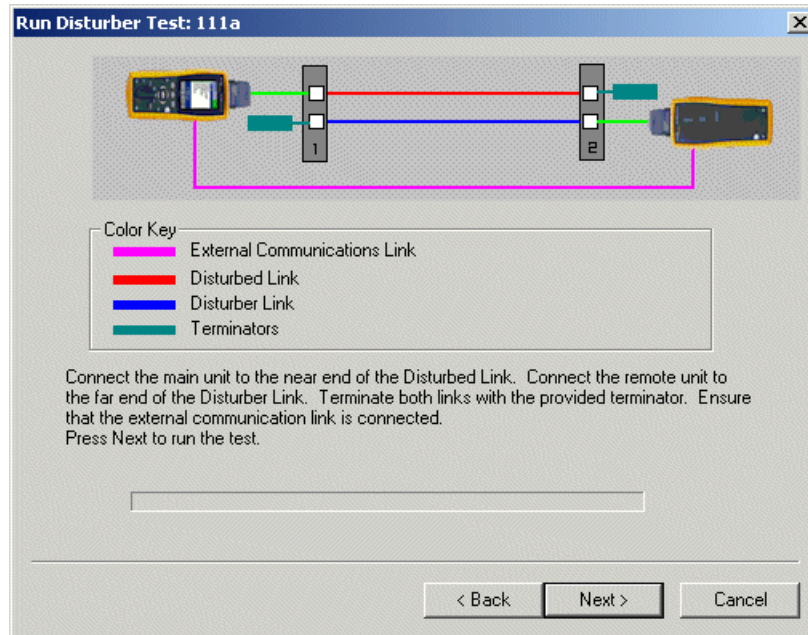 Run Disturber Test: 111a
1
2
Color Key
External Communications Link
Disturbed Link
Disturber Link
Terminators
Connect the main unit to the near end of the Disturbed Link. Connect the remote unit to
the far end of the Disturber Link. Terminate both links with the provided terminator. Ensure
that the external communication link is connected.
Press Next to run the test.
< Back
Next >
Cancel